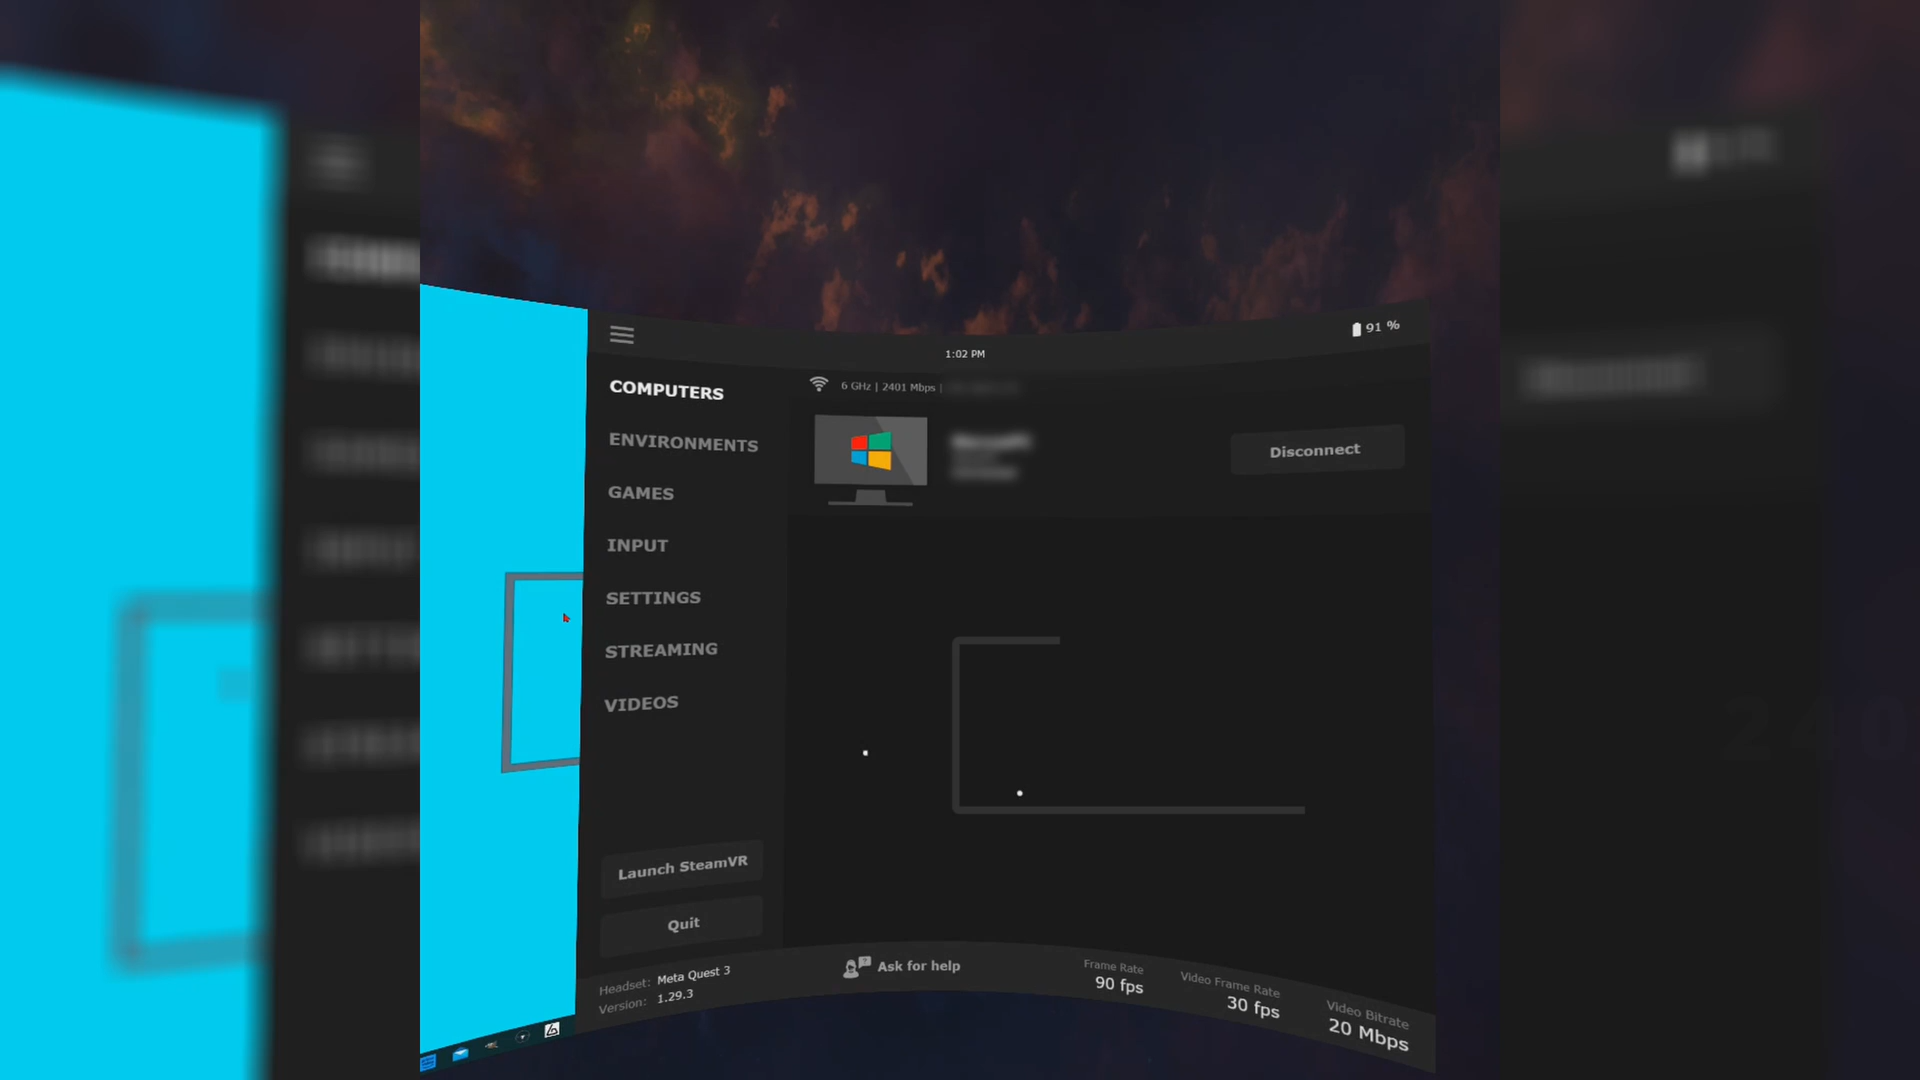 91 %
1:02 PM
6 GHz | 2401 Mbps |
COMPUTERS
ENVIRONMENTS
GAMES
INPUT
SETTINGS
STREAMING
VIDEOS
Disconnect
Launch SteamVR
Quit
Headset: Meta Quest 3
Version: 1.29.3
Ask for help
Frame Rate
90 fps
Video Frame Rate
30 fps
Video Bitrate
20 Mbps